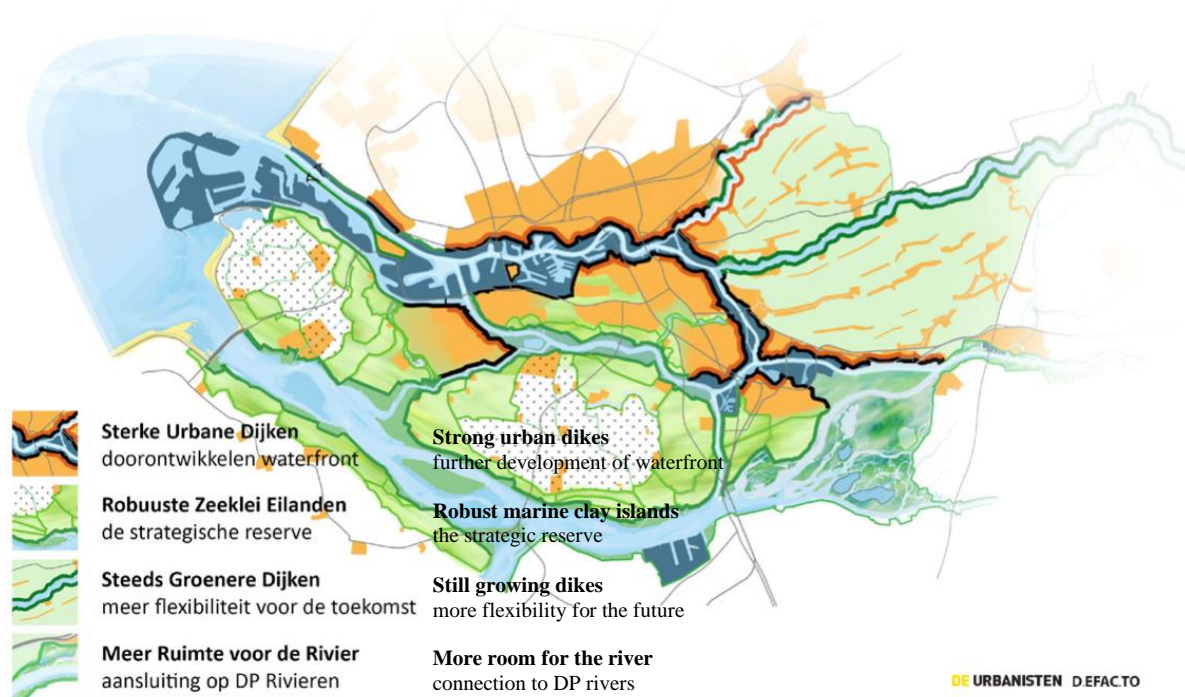 Sterke Urbane Dijken
doorontwikkelen waterfront
Strong urban dikes
further development of waterfront
Robuuste Zeeklei Eilanden
de strategische reserve
Robust marine clay islands
the strategic reserve
Steeds Groenere Dijken
meer flexibiliteit voor de toekomst
Still growing dikes
more flexibility for the future
Meer Ruimte voor de Rivier
aansluiting op DP Rivieren
More room for the river
connection to DP rivers
DE URBANISTEN D.EFAC.TO